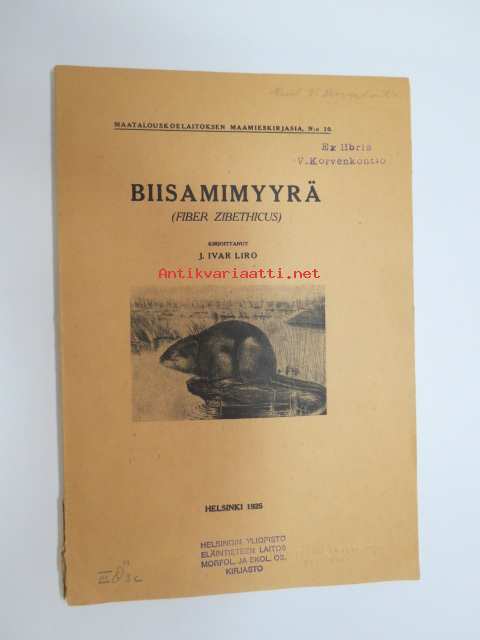 MAATALOUSKOELAITOKSEN MAAMIESKIRJASIA, N:o 10.
Ex libris
V. Korvenkontio
BIISAMIMYYRÄ
(FIBER ZIBETHICUS)
KIRJOITTANUT
J. IVAR LIRO
Antikvariaatti.net
HELSINKI 1925
HELSINGIN YLIOPISTO
ELÄINTIETEEN LAITOS
MORFOL. JA EKOL. OS.
KIRJASTO